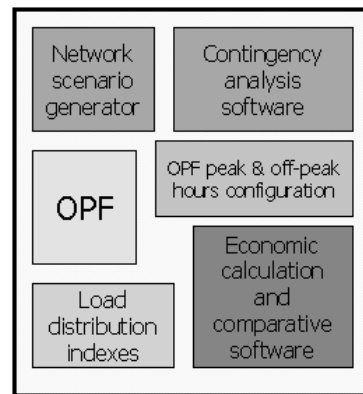 Network
scenario
generator
Contingency
analysis
software
OPF peak & off-peak
hours configuration
OPF
Economic
calculation
and
comparative
software
Load
distribution
indexes